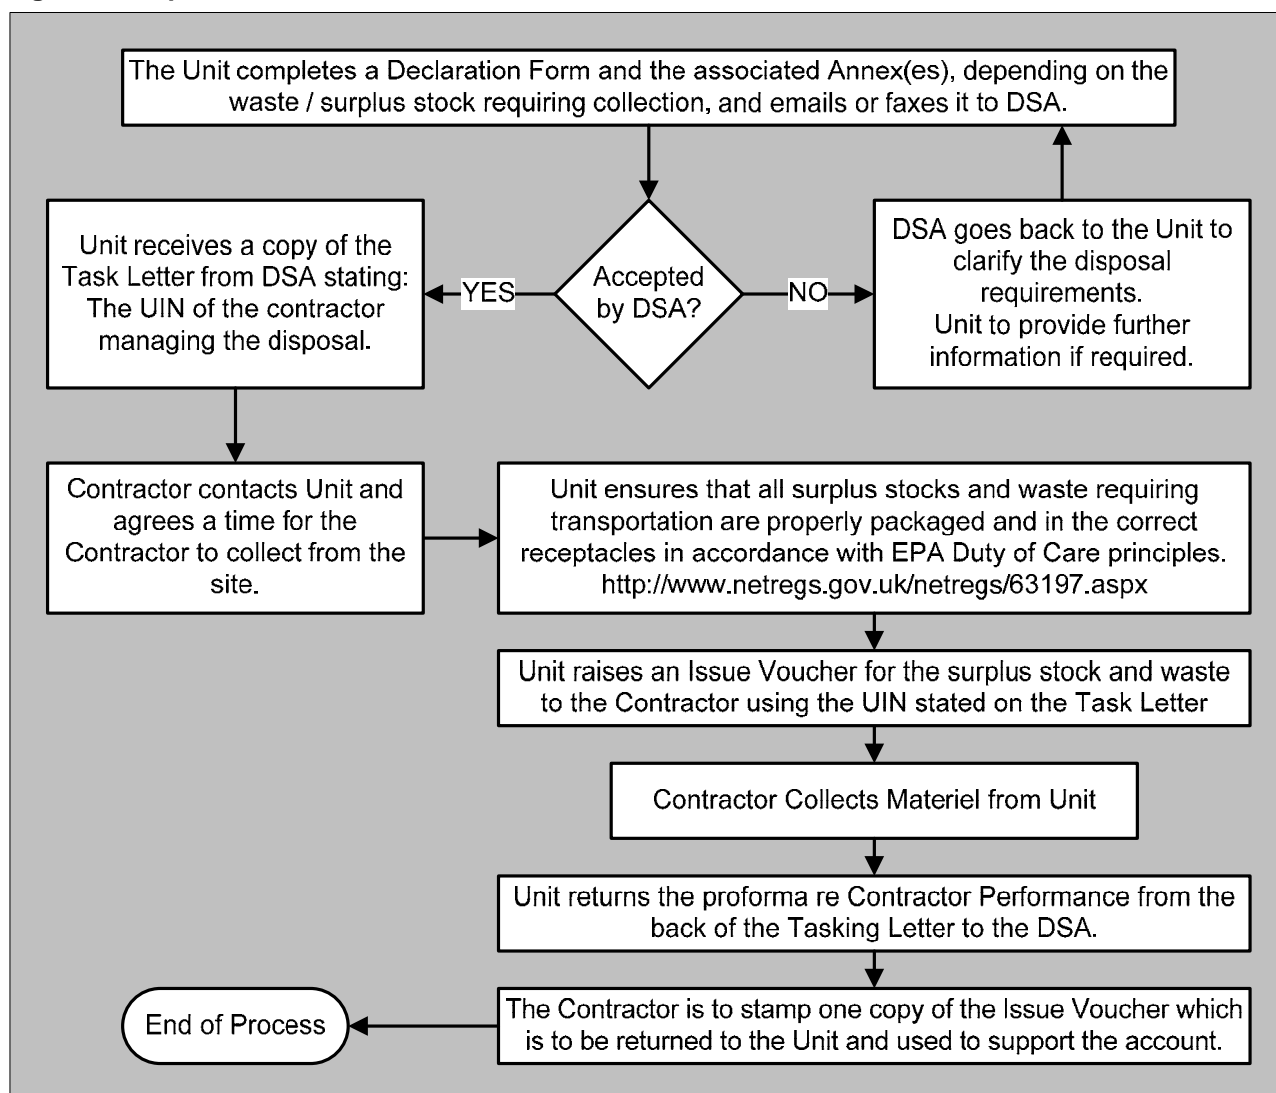 The Unit completes a Declaration Form and the associated Annex(es), depending on the
waste / surplus stock requiring collection, and emails or faxes it to DSA.
Unit receives a copy of the
Task Letter from DSA stating:
The UIN of the contractor
managing the disposal.
YES
Accepted
by DSA?
NO
DSA goes back to the Unit to
clarify the disposal
requirements.
Unit to provide further
information if required.
Contractor contacts Unit and
agrees a time for the
Contractor to collect from the
site.
Unit ensures that all surplus stocks and waste requiring
transportation are properly packaged and in the correct
receptacles in accordance with EPA Duty of Care principles.
http://www.netregs.gov.uk/netregs/63197.aspx
Unit raises an Issue Voucher for the surplus stock and waste
to the Contractor using the UIN stated on the Task Letter
Contractor Collects Materiel from Unit
Unit returns the proforma re Contractor Performance from the
back of the Tasking Letter to the DSA.
The Contractor is to stamp one copy of the Issue Voucher which
is to be returned to the Unit and used to support the account.
End of Process